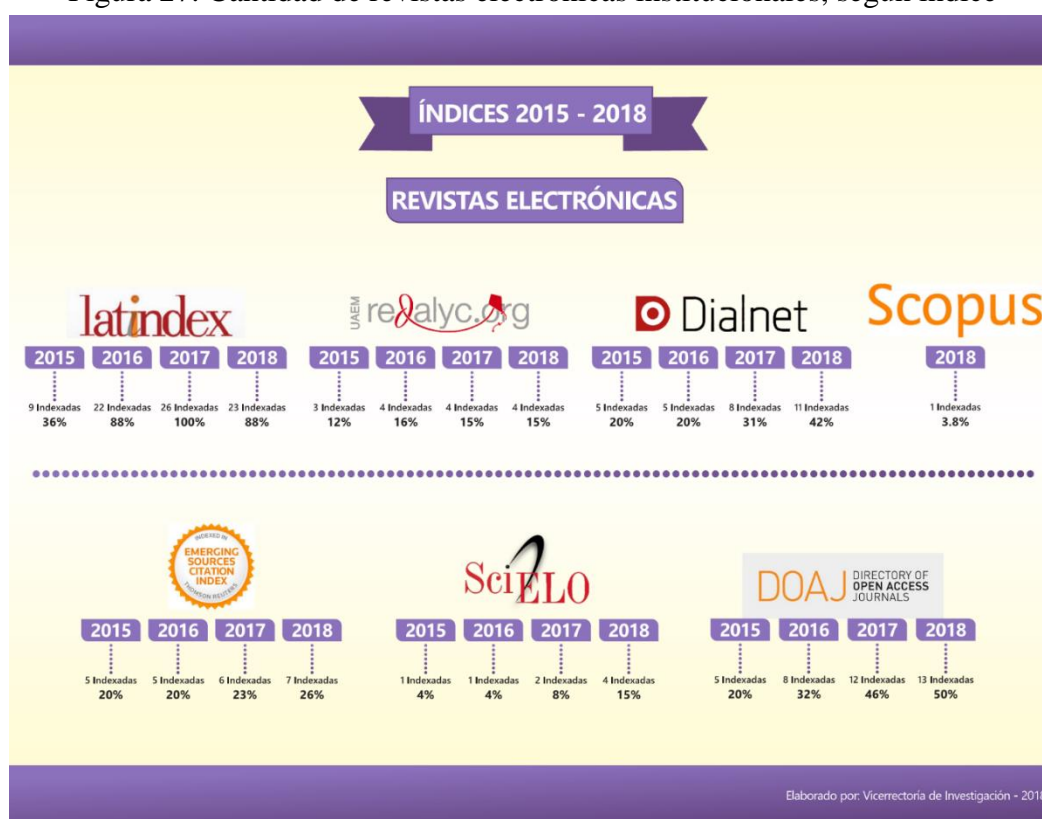 Figura 27. Cantidad de revistas electrónicas institucionales, según índice
ÍNDICES 2015 - 2018
REVISTAS ELECTRÓNICAS
latindex
2015 2016 2017 2018
9 Indexadas 22 Indexadas 26 Indexadas 23 Indexadas
36% 88% 100% 88%
UAEM redalyc.org
2015 2016 2017 2018
3 Indexadas 4 Indexadas 4 Indexadas 4 Indexadas
12% 16% 15% 15%
Dialnet
2015 2016 2017 2018
5 Indexadas 5 Indexadas 8 Indexadas 11 Indexadas
20% 20% 31% 42%
Scopus
2018
1 Indexadas
3.8%
INDEXED IN
EMERGING
SOURCES
CITATION
INDEX
THOMSON REUTERS
2015 2016 2017 2018
5 Indexadas 5 Indexadas 6 Indexadas 7 Indexadas
20% 20% 23% 26%
SciELO
2015 2016 2017 2018
1 Indexadas 1 Indexadas 2 Indexadas 4 Indexadas
4% 4% 8% 15%
DOAJ
DIRECTORY OF
OPEN ACCESS
JOURNALS
2015 2016 2017 2018
5 Indexadas 8 Indexadas 12 Indexadas 13 Indexadas
20% 32% 46% 50%
Elaborado por: Vicerrectoría de Investigación - 2018